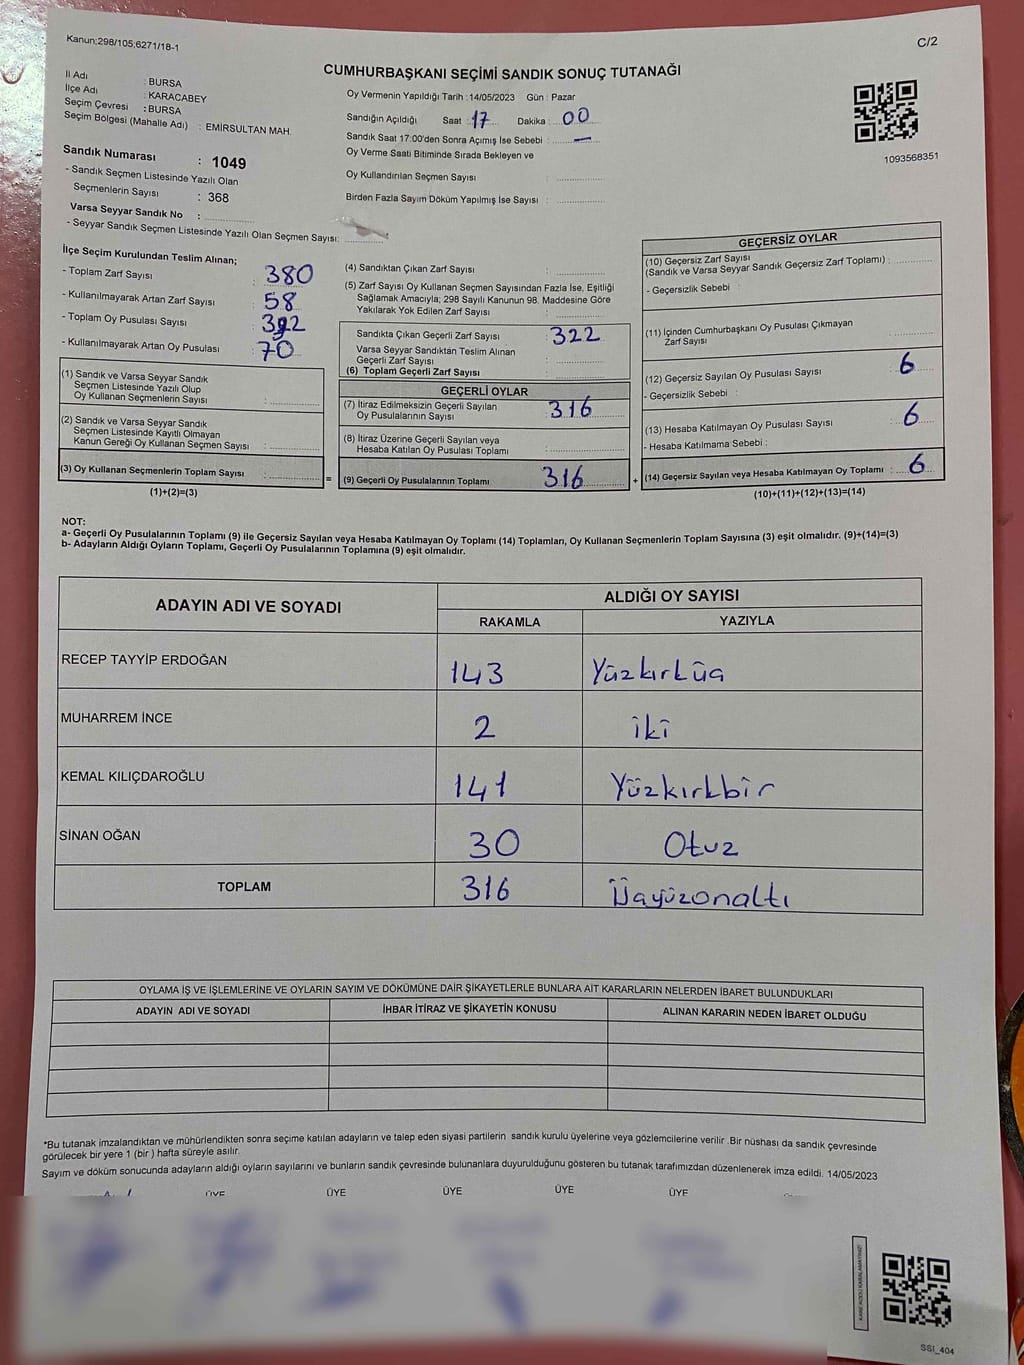 Kanun:298/105;6271/18-1
C/2
CUMHURBAŞKANI SEÇİMİ SANDIK SONUÇ TUTANAĞI
İl Adı : BURSA
İlçe Adı : KARACABEY
Seçim Çevresi : BURSA
Seçim Bölgesi (Mahalle Adı) : EMİRSULTAN MAH.
Sandık Numarası : 1049
- Sandık Seçmen Listesinde Yazılı Olan
Seçmenlerin Sayısı : 368
Varsa Seyyar Sandık No :
- Seyyar Sandık Seçmen Listesinde Yazılı Olan Seçmen Sayısı:
Oy Vermenin Yapıldığı Tarih :14/05/2023 Gün : Pazar
Sandığın Açıldığı Saat : 17 Dakika : 00
Sandık Saat 17:00'den Sonra Açımış İse Sebebi : —
Oy Verme Saati Bitiminde Sırada Bekleyen ve
Oy Kullandırılan Seçmen Sayısı :
Birden Fazla Sayım Döküm Yapılmış İse Sayısı :
1093568351
İlçe Seçim Kurulundan Teslim Alınan;
- Toplam Zarf Sayısı : 380
- Kullanılmayarak Artan Zarf Sayısı : 58
- Toplam Oy Pusulası Sayısı : 392
- Kullanılmayarak Artan Oy Pusulası : 70
(1) Sandık ve Varsa Seyyar Sandık
Seçmen Listesinde Yazılı Olup
Oy Kullanan Seçmenlerin Sayısı :
(2) Sandık ve Varsa Seyyar Sandık
Seçmen Listesinde Kayıtlı Olmayan
Kanun Gereği Oy Kullanan Seçmen Sayısı :
(3) Oy Kullanan Seçmenlerin Toplam Sayısı :
(1)+(2)=(3)
=
(4) Sandıktan Çıkan Zarf Sayısı :
(5) Zarf Sayısı Oy Kullanan Seçmen Sayısından Fazla İse, Eşitliği
Sağlamak Amacıyla; 298 Sayılı Kanunun 98. Maddesine Göre
Yakılarak Yok Edilen Zarf Sayısı :
Sandıkta Çıkan Geçerli Zarf Sayısı : 322
Varsa Seyyar Sandıktan Teslim Alınan
Geçerli Zarf Sayısı :
(6) Toplam Geçerli Zarf Sayısı :
GEÇERLİ OYLAR
(7) İtiraz Edilmeksizin Geçerli Sayılan
Oy Pusulalarının Sayısı : 316
(8) İtiraz Üzerine Geçerli Sayılan veya
Hesaba Katılan Oy Pusulası Toplamı :
(9) Geçerli Oy Pusulalarının Toplamı : 316
+
GEÇERSİZ OYLAR
(10) Geçersiz Zarf Sayısı
(Sandık ve Varsa Seyyar Sandık Geçersiz Zarf Toplamı) :
- Geçersizlik Sebebi :
(11) İçinden Cumhurbaşkanı Oy Pusulası Çıkmayan
Zarf Sayısı :
(12) Geçersiz Sayılan Oy Pusulası Sayısı : 6
- Geçersizlik Sebebi :
(13) Hesaba Katılmayan Oy Pusulası Sayısı : 6
- Hesaba Katılmama Sebebi :
(14) Geçersiz Sayılan veya Hesaba Katılmayan Oy Toplamı : 6
(10)+(11)+(12)+(13)=(14)
NOT:
a- Geçerli Oy Pusulalarının Toplamı (9) ile Geçersiz Sayılan veya Hesaba Katılmayan Oy Toplamı (14) Toplamları, Oy Kullanan Seçmenlerin Toplam Sayısına (3) eşit olmalıdır. (9)+(14)=(3)
b- Adayların Aldığı Oyların Toplamı, Geçerli Oy Pusulalarının Toplamına (9) eşit olmalıdır.
ADAYIN ADI VE SOYADI
ALDIĞI OY SAYISI
RAKAMLA YAZIYLA
RECEP TAYYİP ERDOĞAN 143 Yüzkırküç
MUHARREM İNCE 2 iki
KEMAL KILIÇDAROĞLU 141 Yüzkırkbir
SİNAN OĞAN 30 Otuz
TOPLAM 316 Üçyüzonaltı
OYLAMA İŞ VE İŞLEMLERİNE VE OYLARIN SAYIM VE DÖKÜMÜNE DAİR ŞİKAYETLERLE BUNLARA AİT KARARLARIN NELERDEN İBARET BULUNDUKLARI
ADAYIN ADI VE SOYADI İHBAR İTİRAZ VE ŞİKAYETİN KONUSU ALINAN KARARIN NEDEN İBARET OLDUĞU
*Bu tutanak imzalandıktan ve mühürlendikten sonra seçime katılan adayların ve talep eden siyasi partilerin sandık kurulu üyelerine veya gözlemcilerine verilir .Bir nüshası da sandık çevresinde
görülecek bir yere 1 (bir ) hafta süreyle asılır.
Sayım ve döküm sonucunda adayların aldığı oyların sayılarını ve bunların sandık çevresinde bulunanlara duyurulduğunu gösteren bu tutanak tarafımızdan düzenlenerek imza edildi. 14/05/2023
ÜYE ÜYE ÜYE ÜYE ÜYE
KARE KODU KARALAMAYINIZ!
SSİ_404